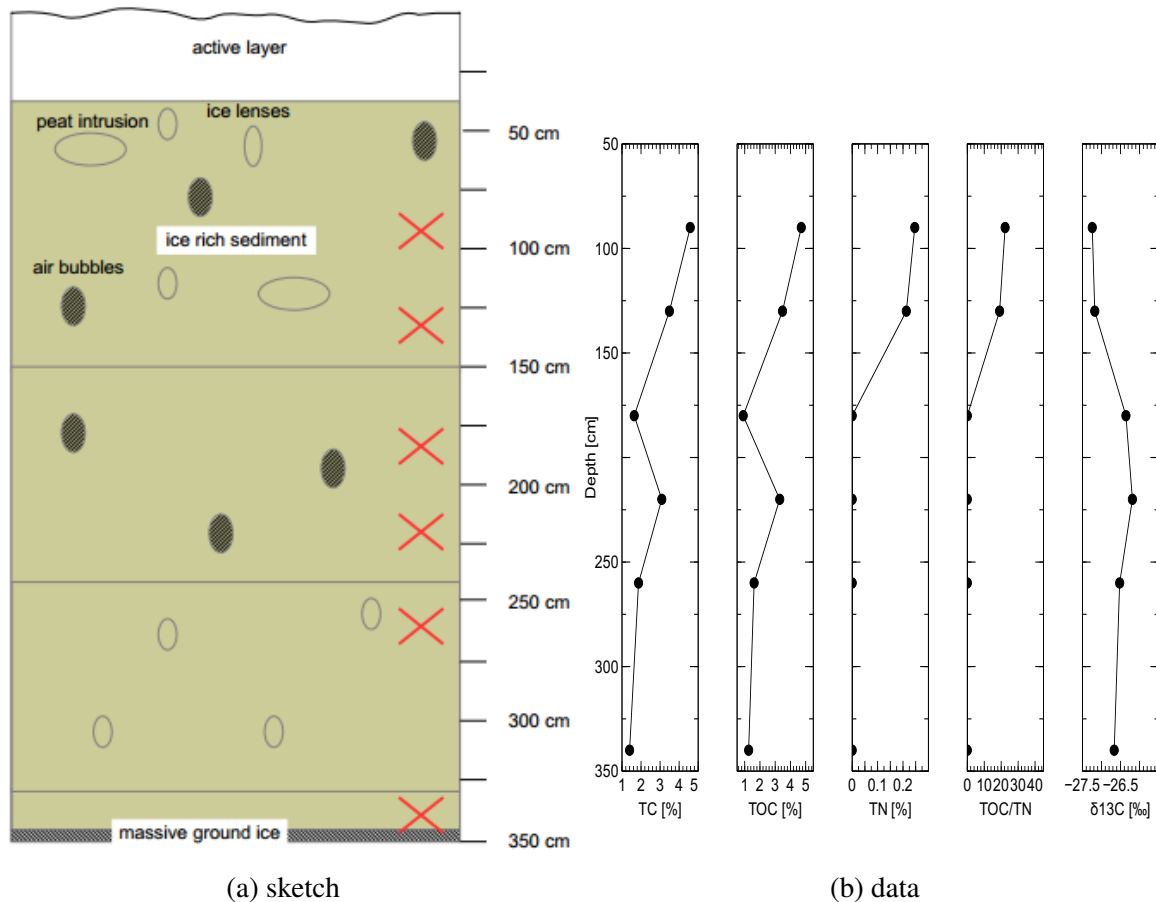 active layer
ice lenses
peat intrusion
50 cm
ice rich sediment
100 cm
air bubbles
150 cm
200 cm
250 cm
300 cm
massive ground ice
350 cm
(a) sketch
Depth [cm]
50
100
150
200
250
300
350
1 2 3 4 5
TC [%]
1 2 3 4 5
TOC [%]
0 0.1 0.2
TN [%]
0 10 20 30 40
TOC/TN
−27.5 −26.5
δ13C [‰]
(b) data